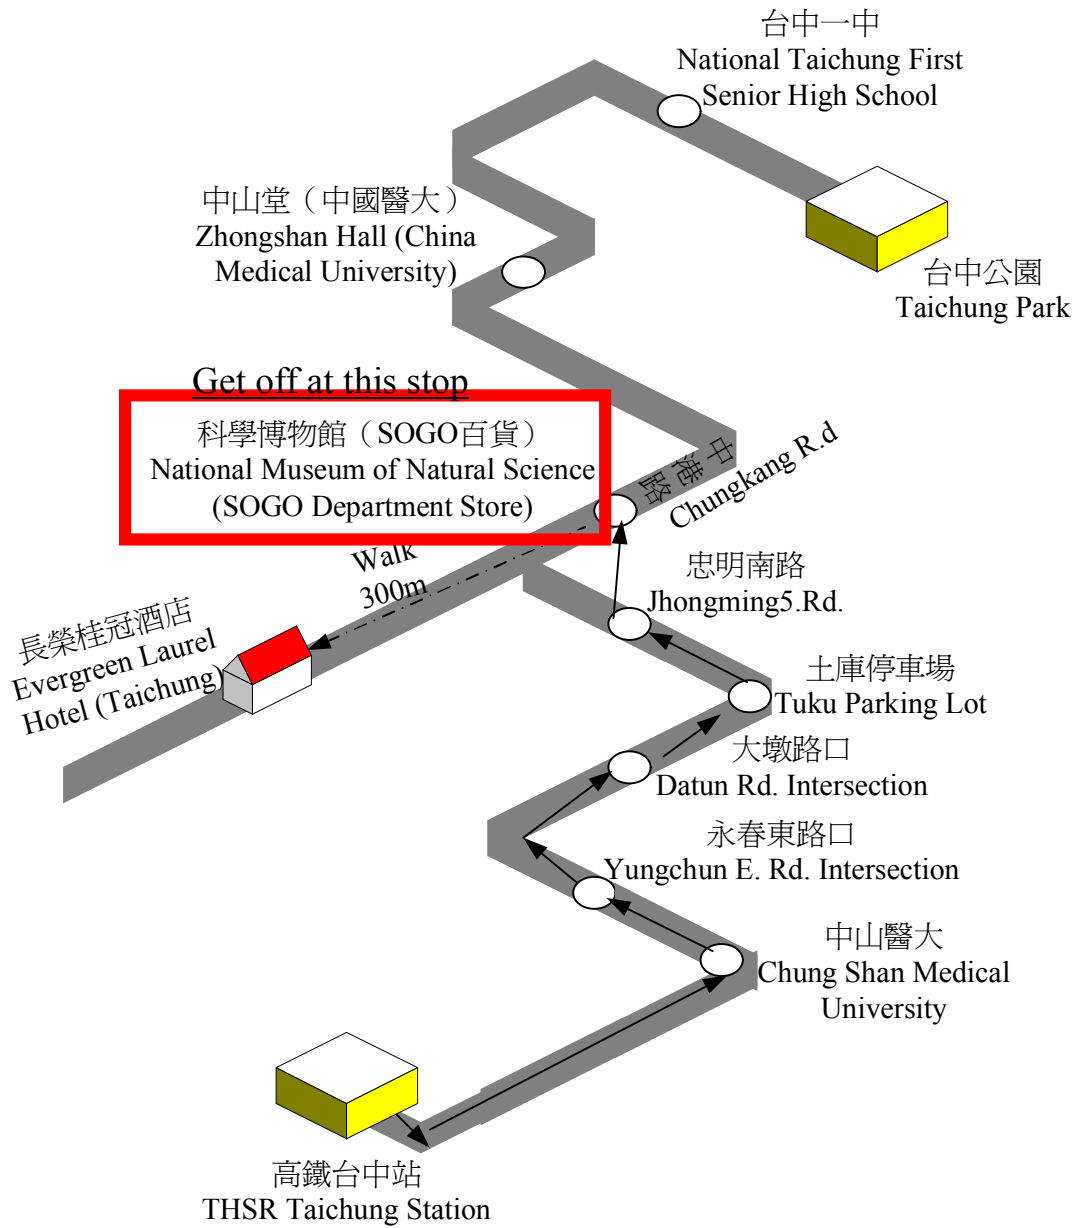 台中一中
National Taichung First
Senior High School
中山堂（中國醫大）
Zhongshan Hall (China
Medical University)
台中公園
Taichung Park
Get off at this stop
科學博物館（SOGO百貨）
National Museum of Natural Science
(SOGO Department Store)
中港路
Chungkang R.d
Walk
300m
忠明南路
Jhongming5.Rd.
長榮桂冠酒店
Evergreen Laurel
Hotel (Taichung)
土庫停車場
Tuku Parking Lot
大墩路口
Datun Rd. Intersection
永春東路口
Yungchun E. Rd. Intersection
中山醫大
Chung Shan Medical
University
高鐵台中站
THSR Taichung Station